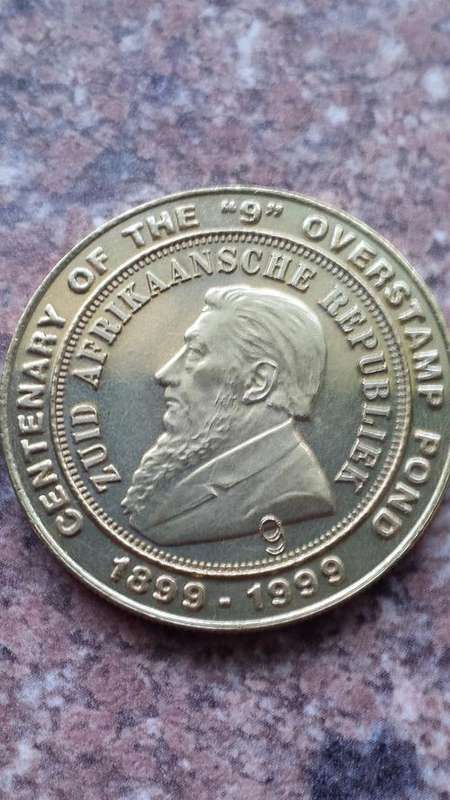 CENTENARY OF THE "9" OVERSTAMP POND
ZUID AFRIKAANSCHE REPUBLIEK
9
1899 - 1999